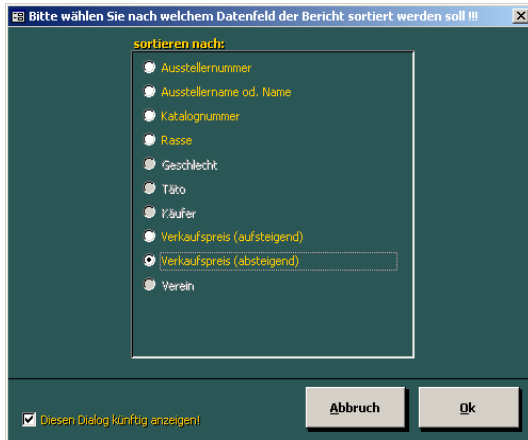 Bitte wählen Sie nach welchem Datenfeld der Bericht sortiert werden soll !!!
sortieren nach:
Ausstellernummer
Ausstellername od. Name
Katalognummer
Rasse
Geschlecht
Täto
Käufer
Verkaufspreis (aufsteigend)
Verkaufspreis (absteigend)
Verein
Diesen Dialog künftig anzeigen!
Abbruch
Ok